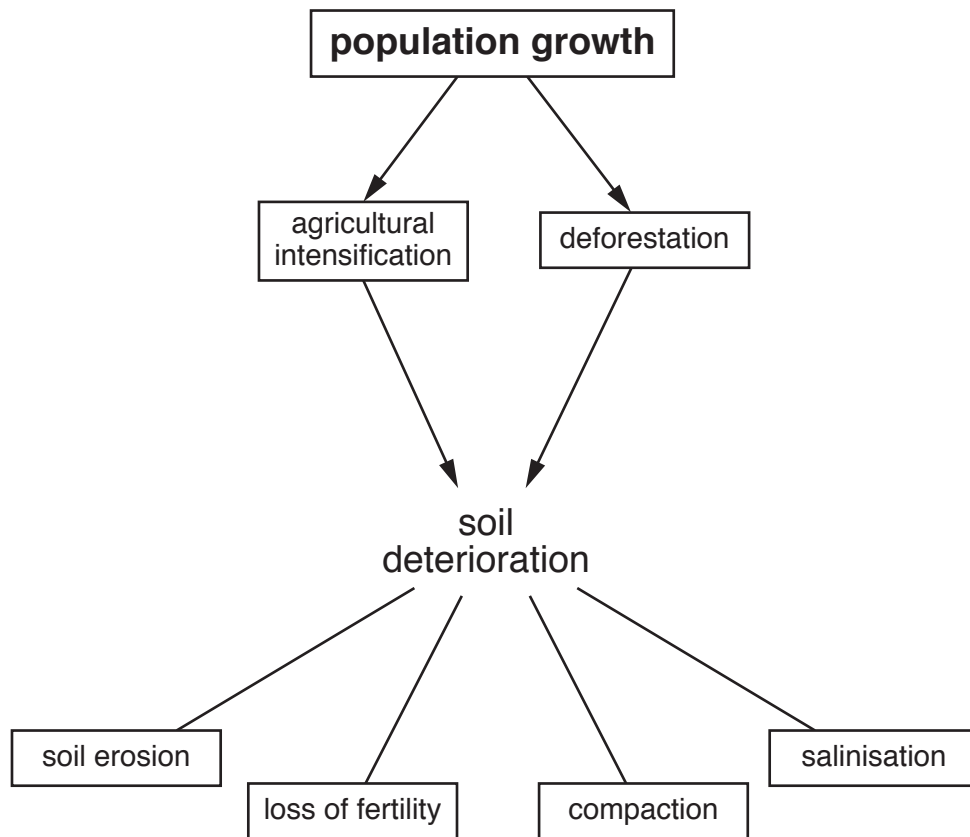 population growth
agricultural
intensification
deforestation
soil
deterioration
soil erosion
salinisation
loss of fertility
compaction